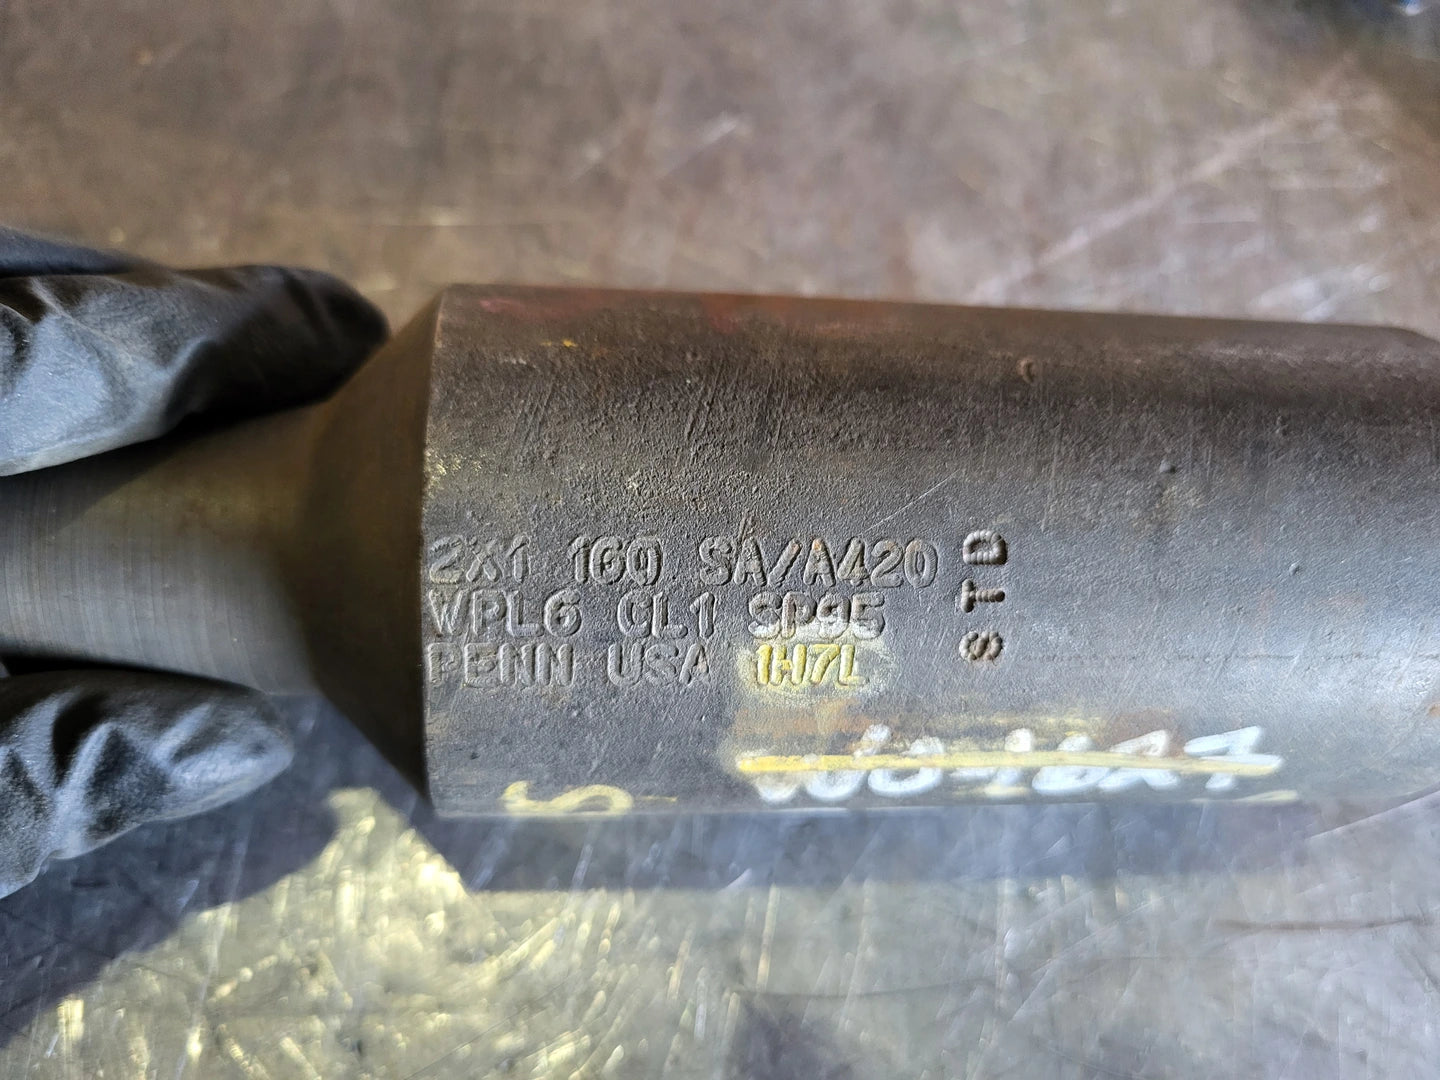 2X1 160 SA/A420
WPL6 CL1 SP95
PENN USA 1H7L
STD